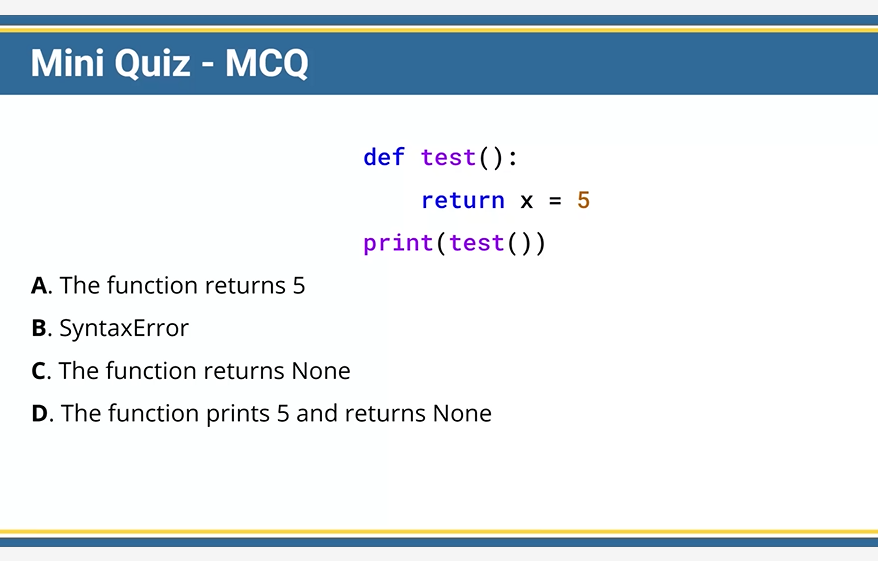 Mini Quiz - MCQ
def test():
    return x = 5
print(test())
A. The function returns 5
B. SyntaxError
C. The function returns None
D. The function prints 5 and returns None